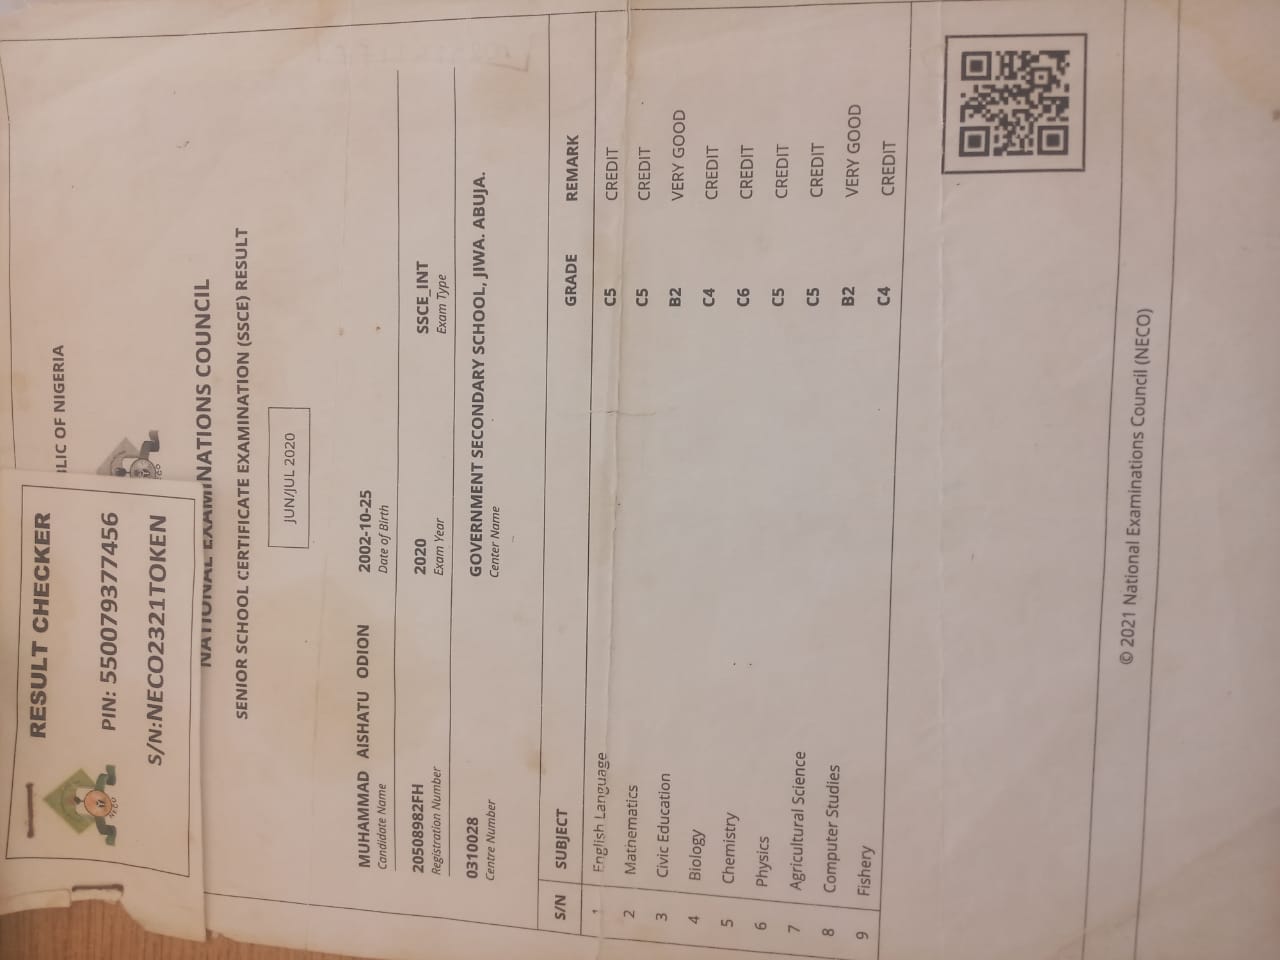 RESULT CHECKER
PIN: 550079377456
S/N:NECO2321TOKEN
NECO
LIC OF NIGERIA
NATIONAL EXAMINATIONS COUNCIL
SENIOR SCHOOL CERTIFICATE EXAMINATION (SSCE) RESULT
JUN/JUL 2020
MUHAMMAD AISHATU ODION 2002-10-25
Candidate Name Date of Birth
20508982FH 2020 SSCE_INT
Registration Number Exam Year Exam Type
0310028 GOVERNMENT SECONDARY SCHOOL, JIWA. ABUJA.
Centre Number Center Name
S/N SUBJECT GRADE REMARK
1 English Language C5 CREDIT
2 Mathematics C5 CREDIT
3 Civic Education B2 VERY GOOD
4 Biology C4 CREDIT
5 Chemistry C6 CREDIT
6 Physics C5 CREDIT
7 Agricultural Science C5 CREDIT
8 Computer Studies B2 VERY GOOD
9 Fishery C4 CREDIT
© 2021 National Examinations Council (NECO)